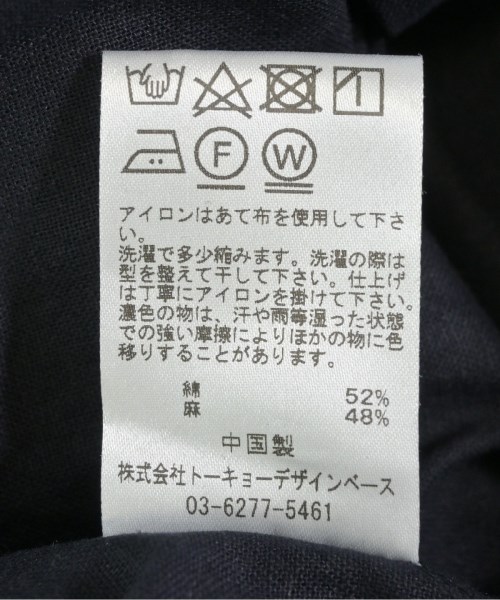 F W
アイロンはあて布を使用して下さ
い。
洗濯で多少縮みます。洗濯の際は
型を整えて干して下さい。仕上げ
は丁寧にアイロンを掛けて下さい。
濃色の物は、汗や雨等湿った状態
での強い摩擦によりほかの物に色
移りすることがあります。
綿 52%
麻 48%
中国製
株式会社トーキョーデザインベース
03-6277-5461